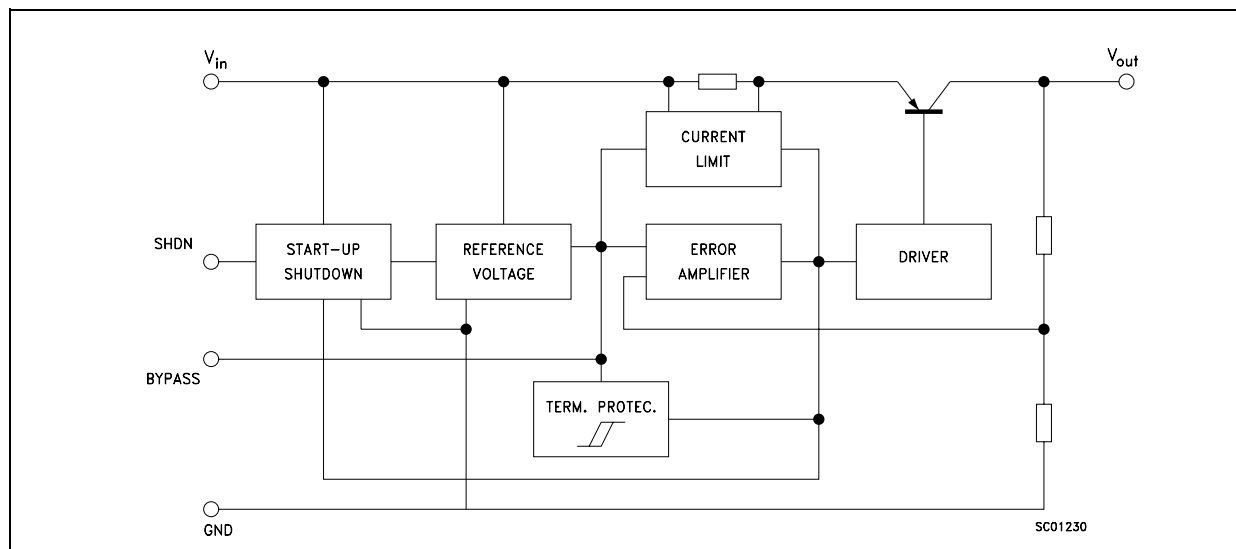 Vin
Vout
CURRENT
LIMIT
SHDN
START-UP
SHUTDOWN
REFERENCE
VOLTAGE
ERROR
AMPLIFIER
DRIVER
BYPASS
TERM. PROTEC.
GND
SC01230